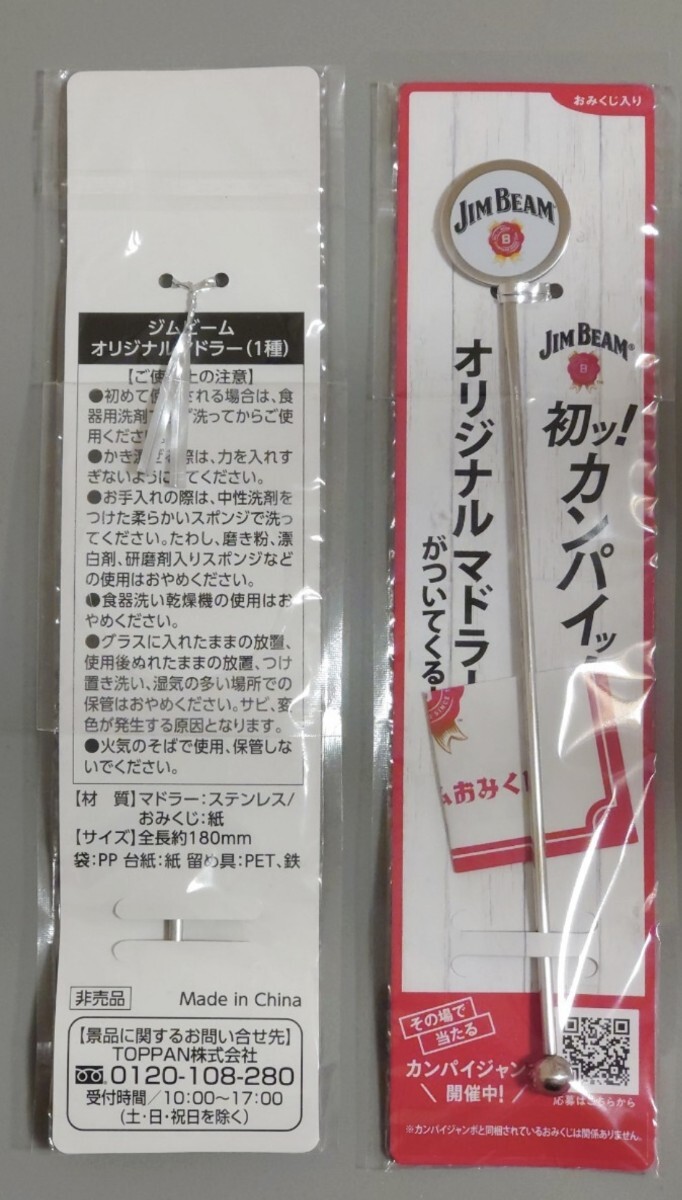 ジムビーム
オリジナルマドラー(1種)
【ご使 上の注意】
●初めて使 される場合は、食
器用洗剤 ず洗ってからご使
用くださ
●かき混 際は、力を入れす
ぎないように てください。
●お手入れの際は、中性洗剤を
つけた柔らかいスポンジで洗っ
てください。たわし、磨き粉、漂
白剤、研磨剤入りスポンジなど
の使用はおやめください。
●食器洗い乾燥機の使用はお
やめください。
●グラスに入れたままの放置、
使用後ぬれたままの放置、つけ
置き洗い、湿気の多い場所での
保管はおやめください。サビ、変
色が発生する原因となります。
●火気のそばで使用、保管しな
いでください。
【材 質】マドラー:ステンレス/
おみくじ:紙
【サイズ】全長約180mm
袋:PP 台紙:紙 留め具:PET、鉄
非売品
Made in China
【景品に関するお問い合せ先】
TOPPAN株式会社
0120-108-280
受付時間/10:00〜17:00
(土・日・祝日を除く)
おみくじ入り
JIM BEAM
B
JIM BEAM®
B
初ッ!カンパイッ
オリジナル マドラー
がついてくる!
おみく
その場で
当たる
カンパイジャン
開催中!
応募はこちらから
※カンパイジャンボと同梱されているおみくじは関係ありません。